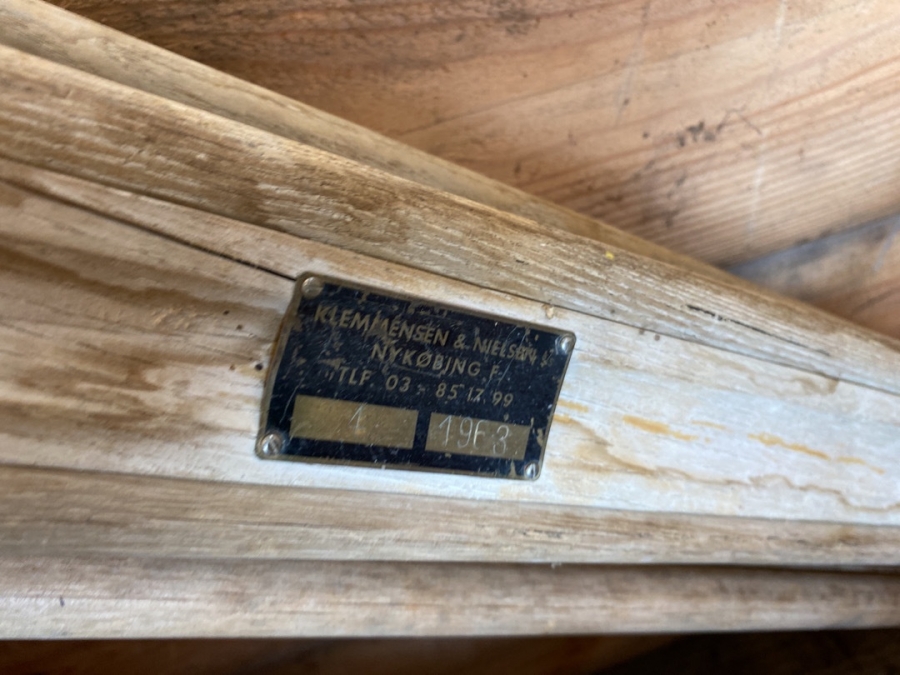 KLEMMENSEN & NIELSEN
NYKØBING F.
TLF. 03 - 85 17 99
1 1963